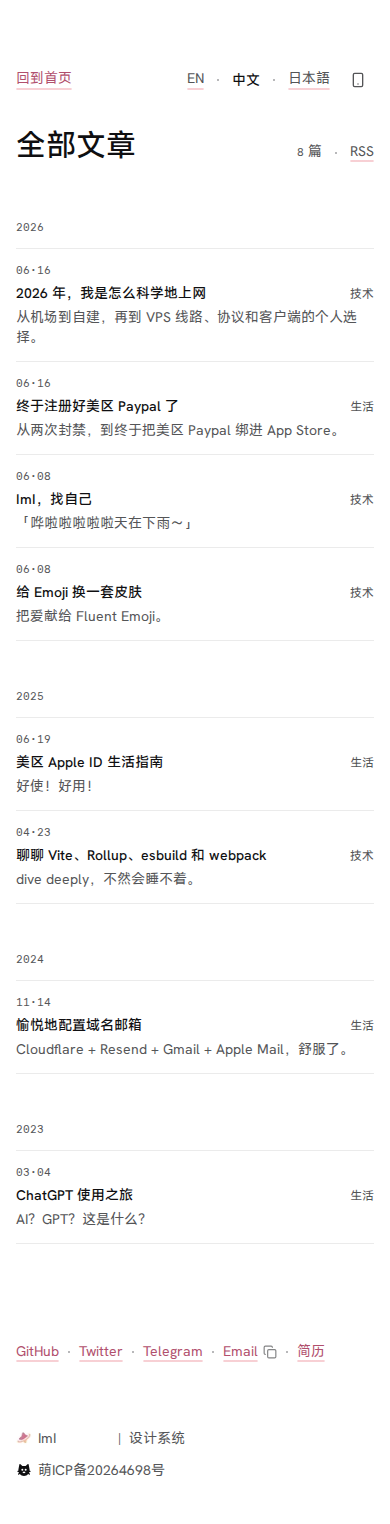 回到首页 EN · 中文 · 日本語
全部文章 8 篇 · RSS
2026
06·16
2026 年，我是怎么科学地上网 技术
从机场到自建，再到 VPS 线路、协议和客户端的个人选
择。
06·16
终于注册好美区 Paypal 了 生活
从两次封禁，到终于把美区 Paypal 绑进 App Store。
06·08
lml，找自己 技术
「哗啦啦啦啦啦天在下雨～」
06·08
给 Emoji 换一套皮肤 技术
把爱献给 Fluent Emoji。
2025
06·19
美区 Apple ID 生活指南 生活
好使！好用！
04·23
聊聊 Vite、Rollup、esbuild 和 webpack 技术
dive deeply，不然会睡不着。
2024
11·14
愉悦地配置域名邮箱 生活
Cloudflare + Resend + Gmail + Apple Mail，舒服了。
2023
03·04
ChatGPT 使用之旅 生活
AI？GPT？这是什么？
GitHub · Twitter · Telegram · Email · 简历
lml | 设计系统
萌ICP备20264698号